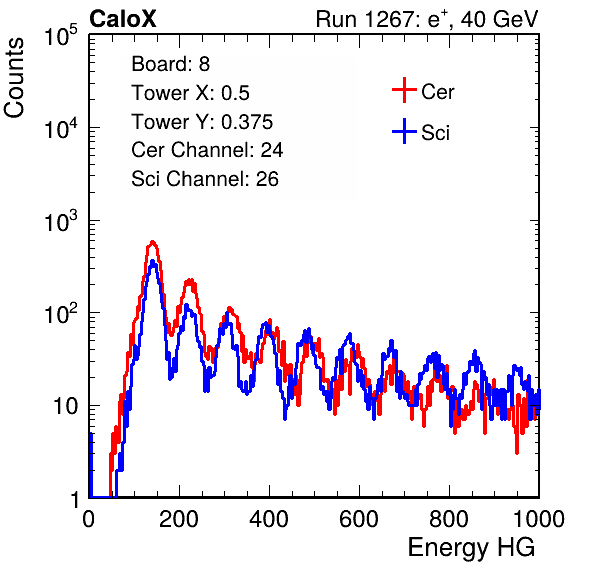 CaloX Run 1267: e⁺, 40 GeV
Board: 8
Tower X: 0.5
Tower Y: 0.375
Cer Channel: 24
Sci Channel: 26
Cer
Sci
Counts
10⁵
10⁴
10³
10²
10
1
0 200 400 600 800 1000
Energy HG